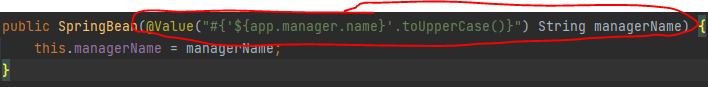 public SpringBean(@Value("#{'${app.manager.name}'.toUpperCase()}") String managerName) {
this.managerName = managerName;
}